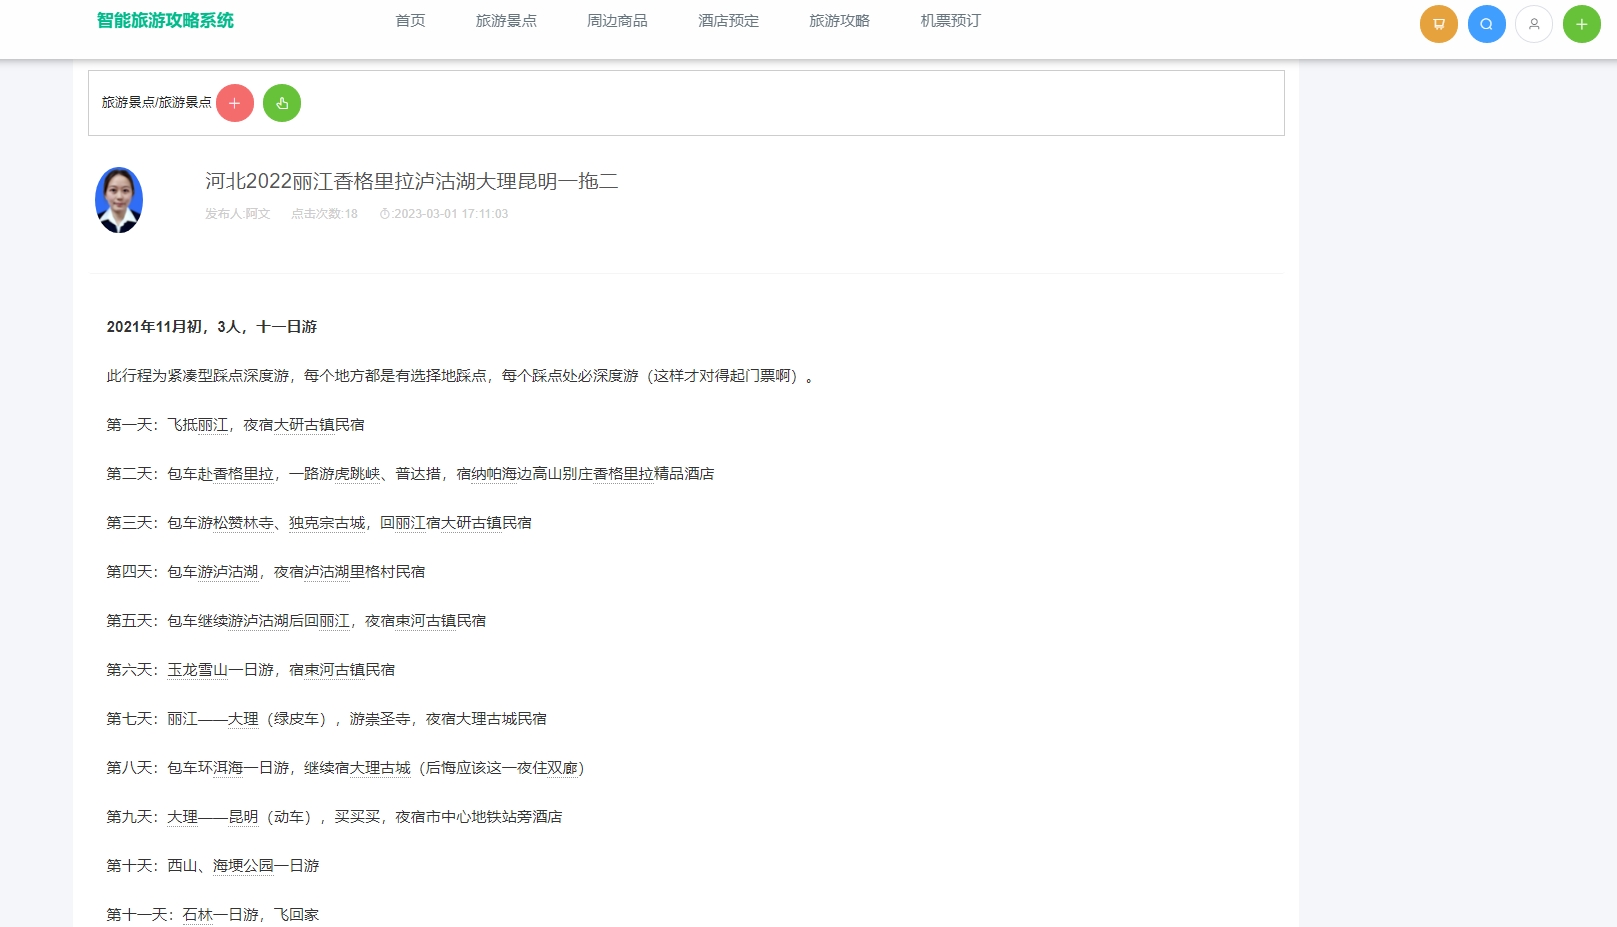 智能旅游攻略系统 首页 旅游景点 周边商品 酒店预定 旅游攻略 机票预订
旅游景点/旅游景点
河北2022丽江香格里拉泸沽湖大理昆明一拖二
发布人:阿文 点击次数:18 :2023-03-01 17:11:03
2021年11月初，3人，十一日游
此行程为紧凑型踩点深度游，每个地方都是有选择地踩点，每个踩点处必深度游（这样才对得起门票啊）。
第一天：飞抵丽江，夜宿大研古镇民宿
第二天：包车赴香格里拉，一路游虎跳峡、普达措，宿纳帕海边高山别庄香格里拉精品酒店
第三天：包车游松赞林寺、独克宗古城，回丽江宿大研古镇民宿
第四天：包车游泸沽湖，夜宿泸沽湖里格村民宿
第五天：包车继续游泸沽湖后回丽江，夜宿束河古镇民宿
第六天：玉龙雪山一日游，宿束河古镇民宿
第七天：丽江——大理（绿皮车），游崇圣寺，夜宿大理古城民宿
第八天：包车环洱海一日游，继续宿大理古城（后悔应该这一夜住双廊）
第九天：大理——昆明（动车），买买买，夜宿市中心地铁站旁酒店
第十天：西山、海埂公园一日游
第十一天：石林一日游，飞回家